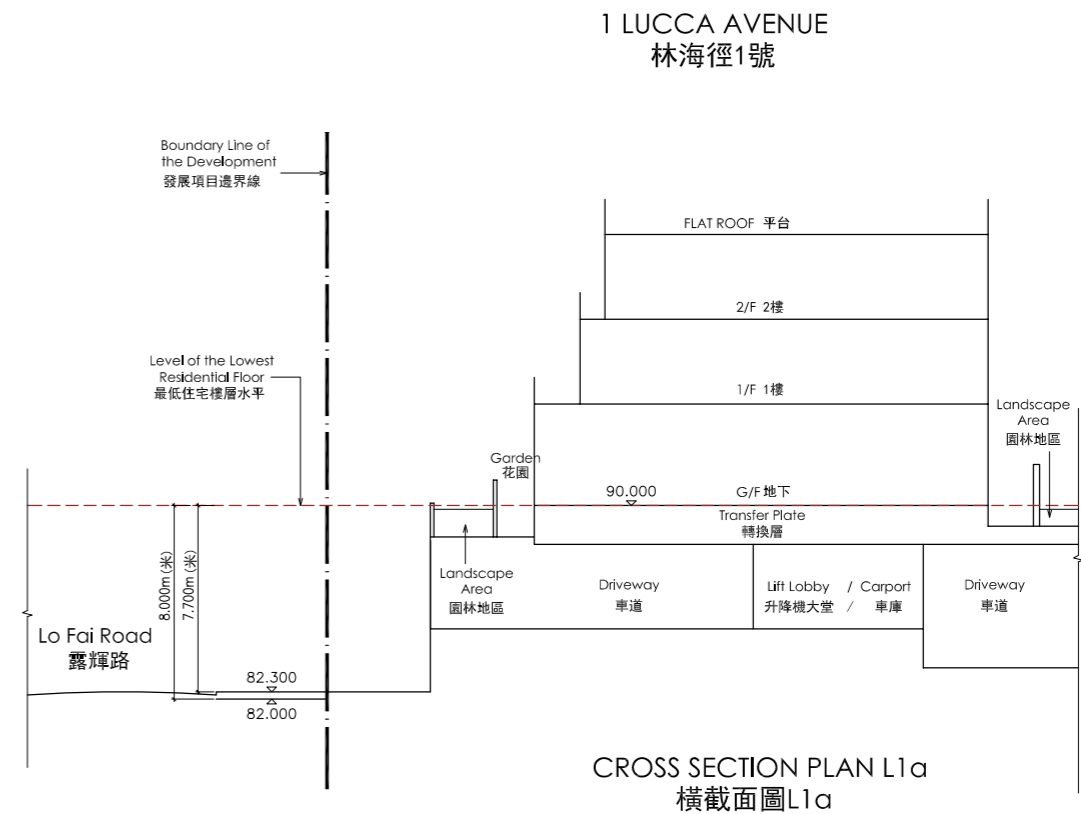 1 LUCCA AVENUE
林海徑1號
Boundary Line of
the Development
發展項目邊界線
FLAT ROOF 平台
2/F 2樓
Level of the Lowest
Residential Floor
最低住宅樓層水平
1/F 1樓
Landscape
Area
園林地區
Garden
花園
90.000
G/F 地下
Transfer Plate
轉換層
8.000m (米)
7.700m (米)
Landscape
Area
園林地區
Driveway
車道
Lift Lobby / Carport
升降機大堂 / 車庫
Driveway
車道
Lo Fai Road
露輝路
82.300
82.000
CROSS SECTION PLAN L1a
橫截面圖L1a